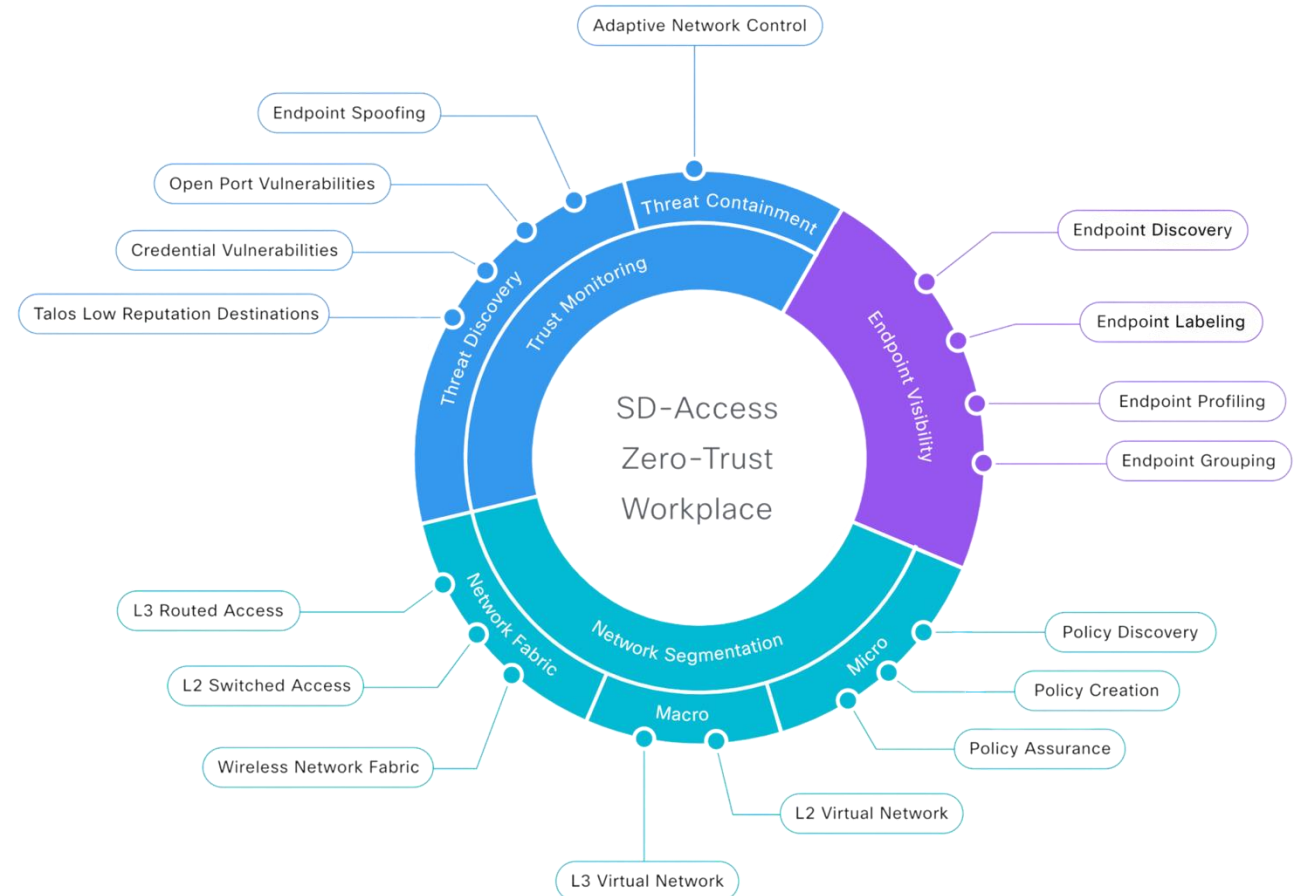 Adaptive Network Control
Endpoint Spoofing
Open Port Vulnerabilities
Credential Vulnerabilities
Talos Low Reputation Destinations
Threat Containment
Threat Discovery
Trust Monitoring
Endpoint Visibility
Endpoint Discovery
Endpoint Labeling
Endpoint Profiling
Endpoint Grouping
SD-Access
Zero-Trust
Workplace
Network Fabric
Network Segmentation
Macro
Micro
L3 Routed Access
L2 Switched Access
Wireless Network Fabric
L3 Virtual Network
L2 Virtual Network
Policy Discovery
Policy Creation
Policy Assurance